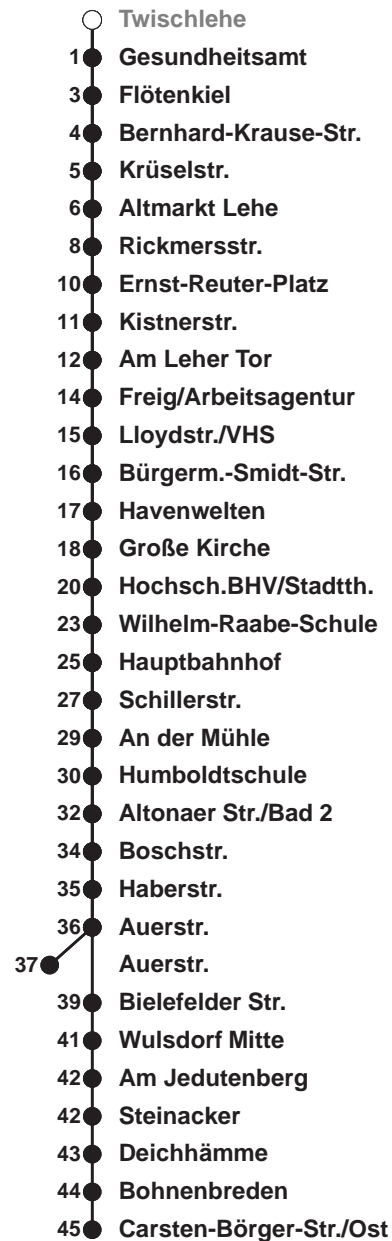 Twischlehe
1 Gesundheitsamt
3 Flötenkiel
4 Bernhard-Krause-Str.
5 Krüselstr.
6 Altmarkt Lehe
8 Rickmersstr.
10 Ernst-Reuter-Platz
11 Kistnerstr.
12 Am Leher Tor
14 Freig/Arbeitsagentur
15 Lloydstr./VHS
16 Bürgerm.-Smidt-Str.
17 Havenwelten
18 Große Kirche
20 Hochsch.BHV/Stadtth.
23 Wilhelm-Raabe-Schule
25 Hauptbahnhof
27 Schillerstr.
29 An der Mühle
30 Humboldtschule
32 Altonaer Str./Bad 2
34 Boschstr.
35 Haberstr.
36 Auerstr.
37 Auerstr.
39 Bielefelder Str.
41 Wulsdorf Mitte
42 Am Jedutenberg
42 Steinacker
43 Deichhämme
44 Bohnenbreden
45 Carsten-Börger-Str./Ost